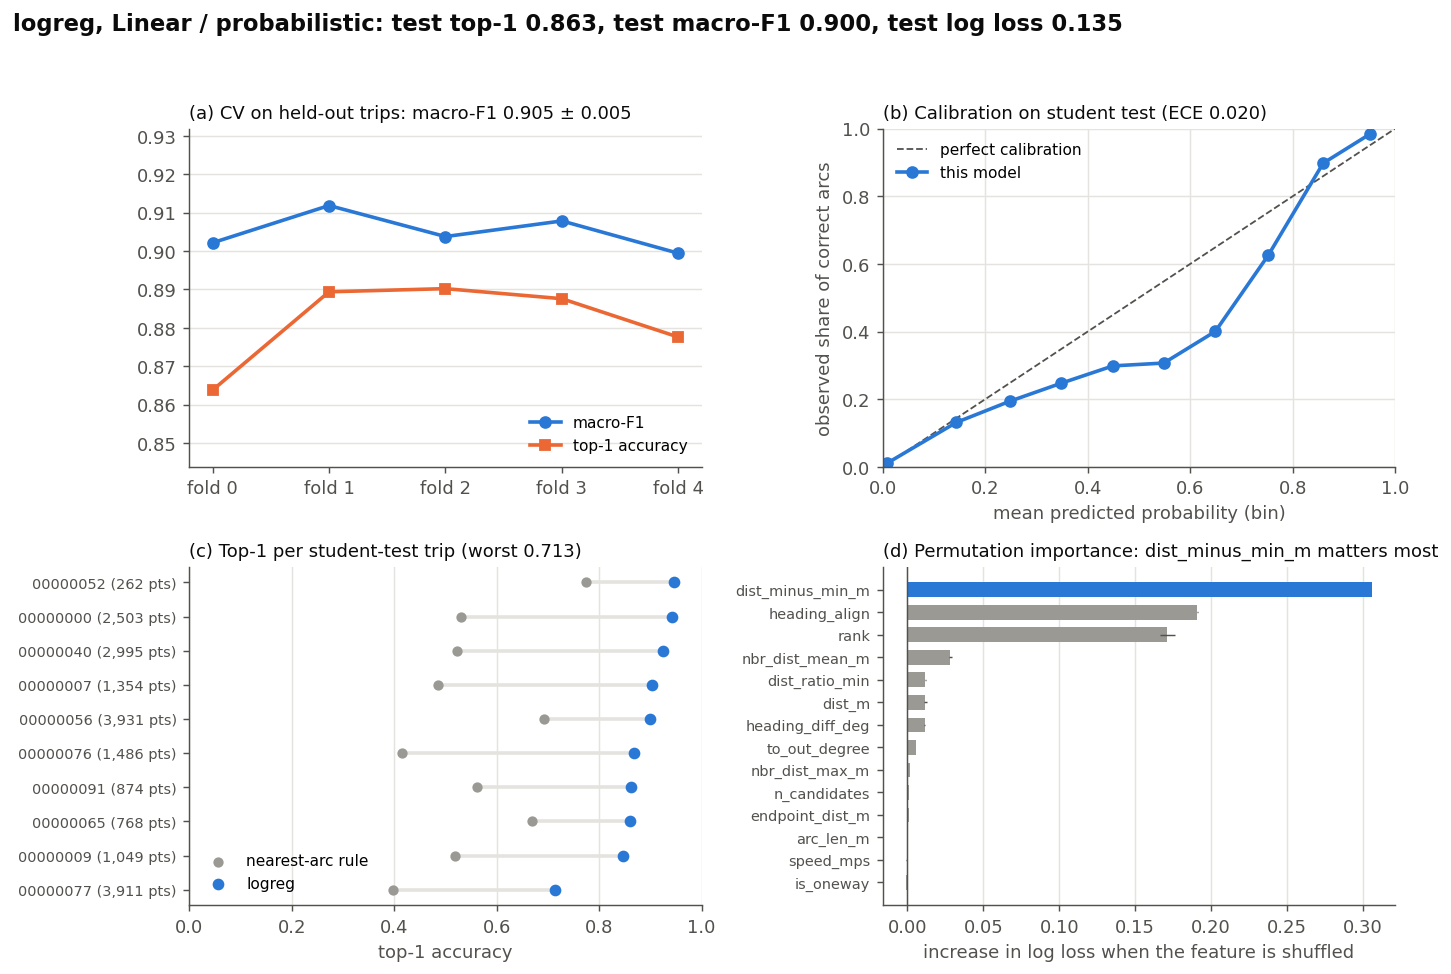 logreg, Linear / probabilistic: test top-1 0.863, test macro-F1 0.900, test log loss 0.135
(a) CV on held-out trips: macro-F1 0.905 ± 0.005
0.93
0.92
0.91
0.90
0.89
0.88
0.87
0.86
0.85
macro-F1
top-1 accuracy
fold 0
fold 1
fold 2
fold 3
fold 4
(b) Calibration on student test (ECE 0.020)
observed share of correct arcs
1.0
0.8
0.6
0.4
0.2
0.0
perfect calibration
this model
0.0
0.2
0.4
0.6
0.8
1.0
mean predicted probability (bin)
(c) Top-1 per student-test trip (worst 0.713)
00000052 (262 pts)
00000000 (2,503 pts)
00000040 (2,995 pts)
00000007 (1,354 pts)
00000056 (3,931 pts)
00000076 (1,486 pts)
00000091 (874 pts)
00000065 (768 pts)
00000009 (1,049 pts)
00000077 (3,911 pts)
nearest-arc rule
logreg
0.0
0.2
0.4
0.6
0.8
1.0
top-1 accuracy
(d) Permutation importance: dist_minus_min_m matters most
dist_minus_min_m
heading_align
rank
nbr_dist_mean_m
dist_ratio_min
dist_m
heading_diff_deg
to_out_degree
nbr_dist_max_m
n_candidates
endpoint_dist_m
arc_len_m
speed_mps
is_oneway
0.00
0.05
0.10
0.15
0.20
0.25
0.30
increase in log loss when the feature is shuffled